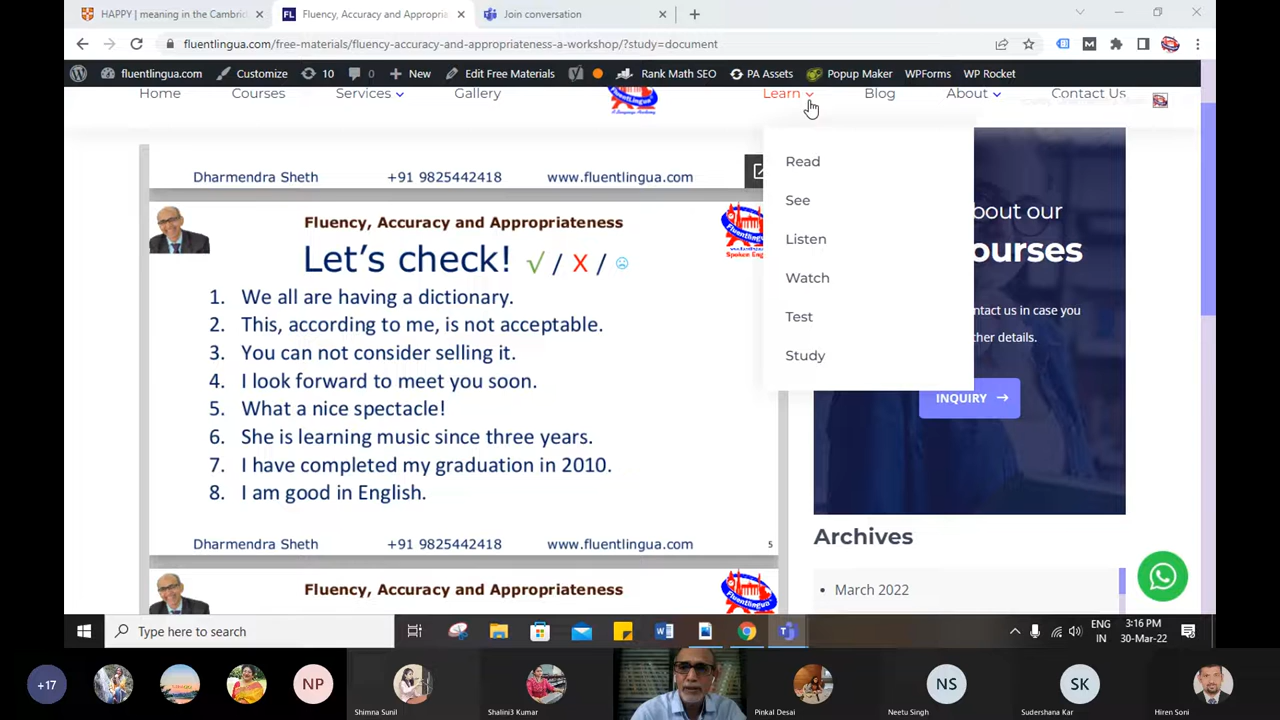 HAPPY | meaning in the Cambri
Fluency, Accuracy and Appropria
Join conversation
fluentlingua.com/free-materials/fluency-accuracy-and-appropriateness-a-workshop/?study=document
fluentlingua.com Customize 10 0 New Edit Free Materials Rank Math SEO PA Assets Popup Maker WPForms WP Rocket
Home Courses Services Gallery Learn Blog About Contact Us
Read
See
Listen
Watch
Test
Study
Dharmendra Sheth +91 9825442418 www.fluentlingua.com
Fluency, Accuracy and Appropriateness
Let's check! √ / X / ☹
1. We all are having a dictionary.
2. This, according to me, is not acceptable.
3. You can not consider selling it.
4. I look forward to meet you soon.
5. What a nice spectacle!
6. She is learning music since three years.
7. I have completed my graduation in 2010.
8. I am good in English.
Dharmendra Sheth +91 9825442418 www.fluentlingua.com 5
Fluency, Accuracy and Appropriateness
bout our
ourses
ntact us in case you
ther details.
INQUIRY →
Archives
• March 2022
Type here to search
ENG
IN
3:16 PM
30-Mar-22
+17
NP
NS
SK
Shimna Sunil
Shalini3 Kumar
Pinkal Desai
Neetu Singh
Sudershana Kar
Hiren Soni